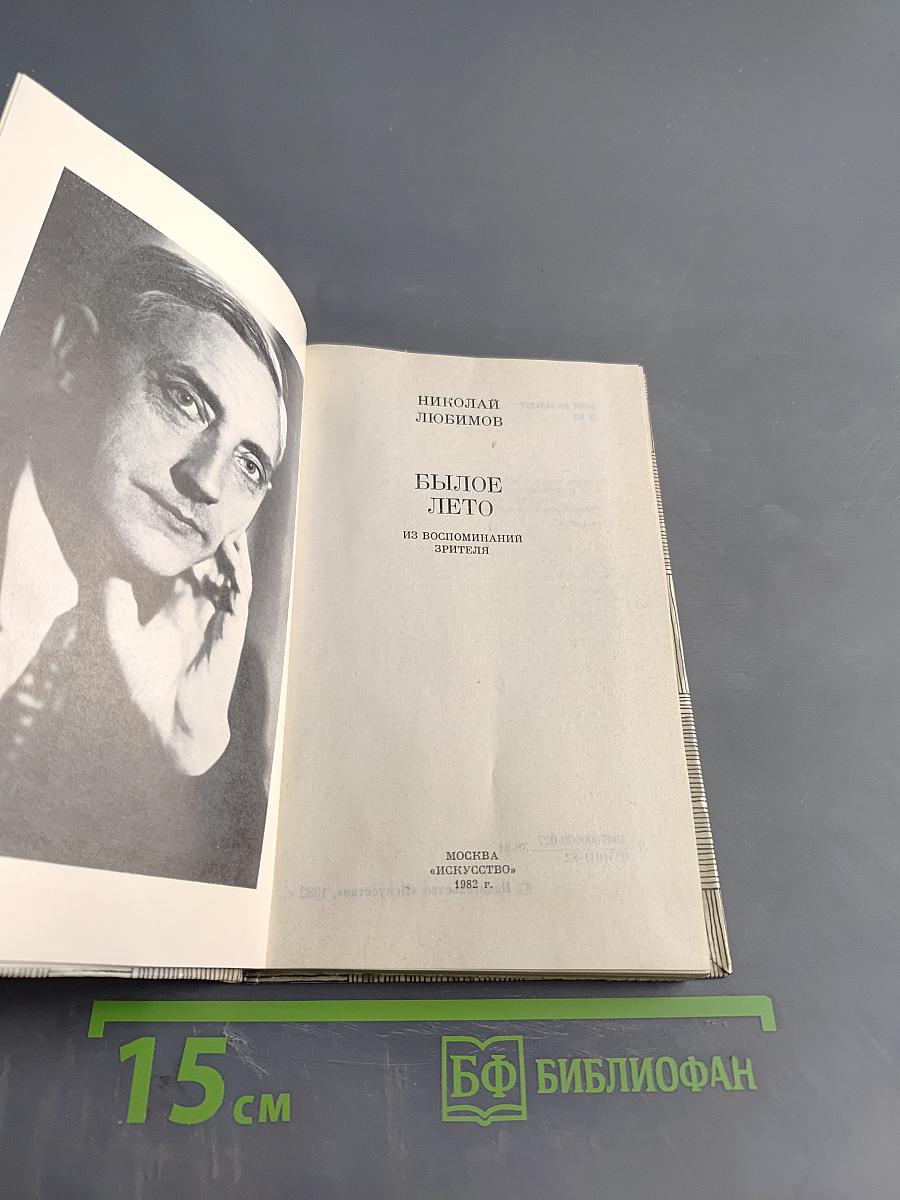 НИКОЛАЙ
ЛЮБИМОВ
БЫЛОЕ
ЛЕТО
ИЗ ВОСПОМИНАНИЙ
ЗРИТЕЛЯ
МОСКВА
«ИСКУССТВО»
1982 г.
15 см
БФ БИБЛИОФАН